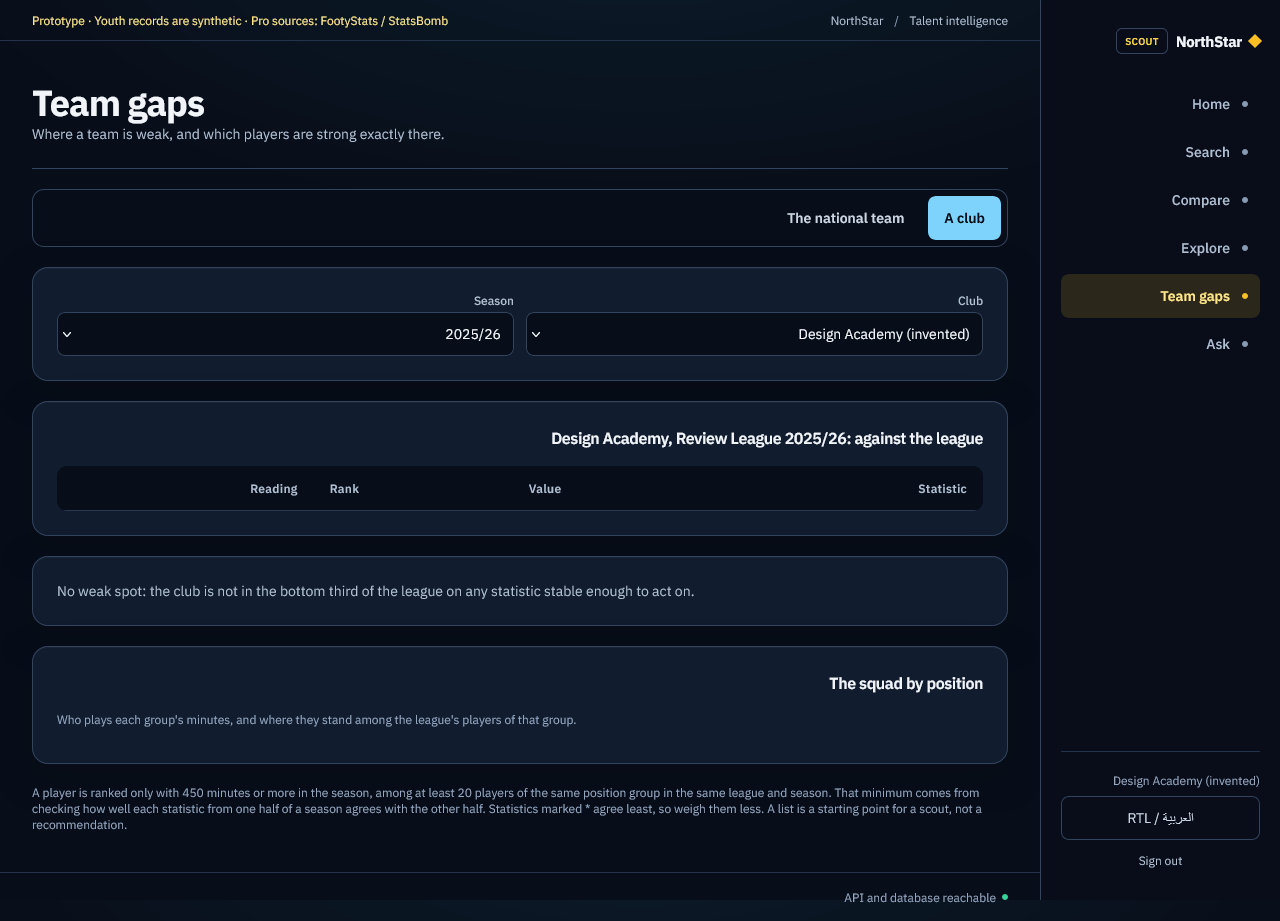 Prototype · Youth records are synthetic · Pro sources: FootyStats / StatsBomb
NorthStar / Talent intelligence
SCOUT NorthStar
Home
Search
Compare
Explore
Team gaps
Ask
Team gaps
Where a team is weak, and which players are strong exactly there.
The national team
A club
Season
Club
2025/26
Design Academy (invented)
Design Academy, Review League 2025/26: against the league
Reading Rank Value Statistic
No weak spot: the club is not in the bottom third of the league on any statistic stable enough to act on.
The squad by position
Who plays each group's minutes, and where they stand among the league's players of that group.
A player is ranked only with 450 minutes or more in the season, among at least 20 players of the same position group in the same league and season. That minimum comes from
checking how well each statistic from one half of a season agrees with the other half. Statistics marked * agree least, so weigh them less. A list is a starting point for a scout, not a
recommendation.
Design Academy (invented)
RTL / العربية
Sign out
API and database reachable